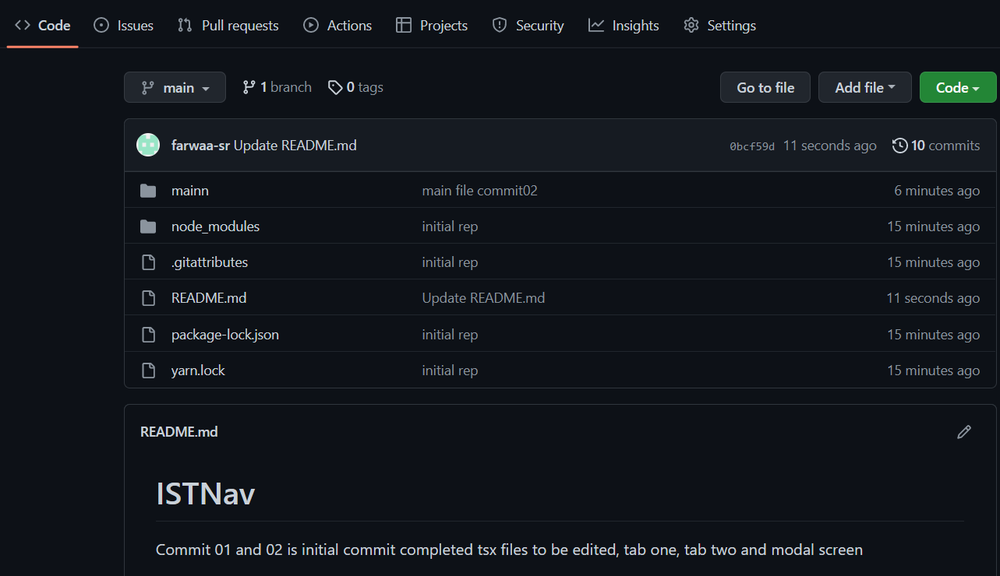 Code Issues Pull requests Actions Projects Security Insights Settings
main 1 branch 0 tags Go to file Add file Code
farwaa-sr Update README.md 0bcf59d 11 seconds ago 10 commits
mainn main file commit02 6 minutes ago
node_modules initial rep 15 minutes ago
.gitattributes initial rep 15 minutes ago
README.md Update README.md 11 seconds ago
package-lock.json initial rep 15 minutes ago
yarn.lock initial rep 15 minutes ago
README.md
ISTNav
Commit 01 and 02 is initial commit completed tsx files to be edited, tab one, tab two and modal screen